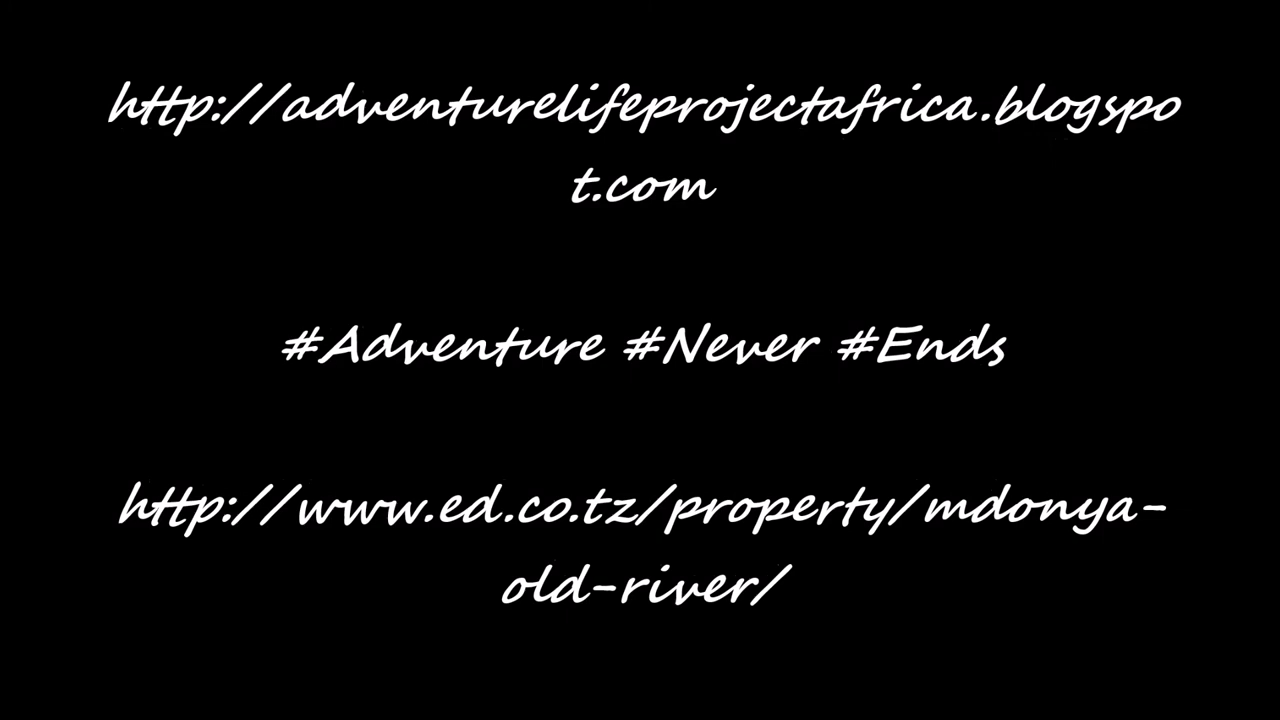 http://adventurelifeprojectafrica.blogspo
t.com
#Adventure #Never #Ends
http://www.ed.co.tz/property/mdonya-
old-river/